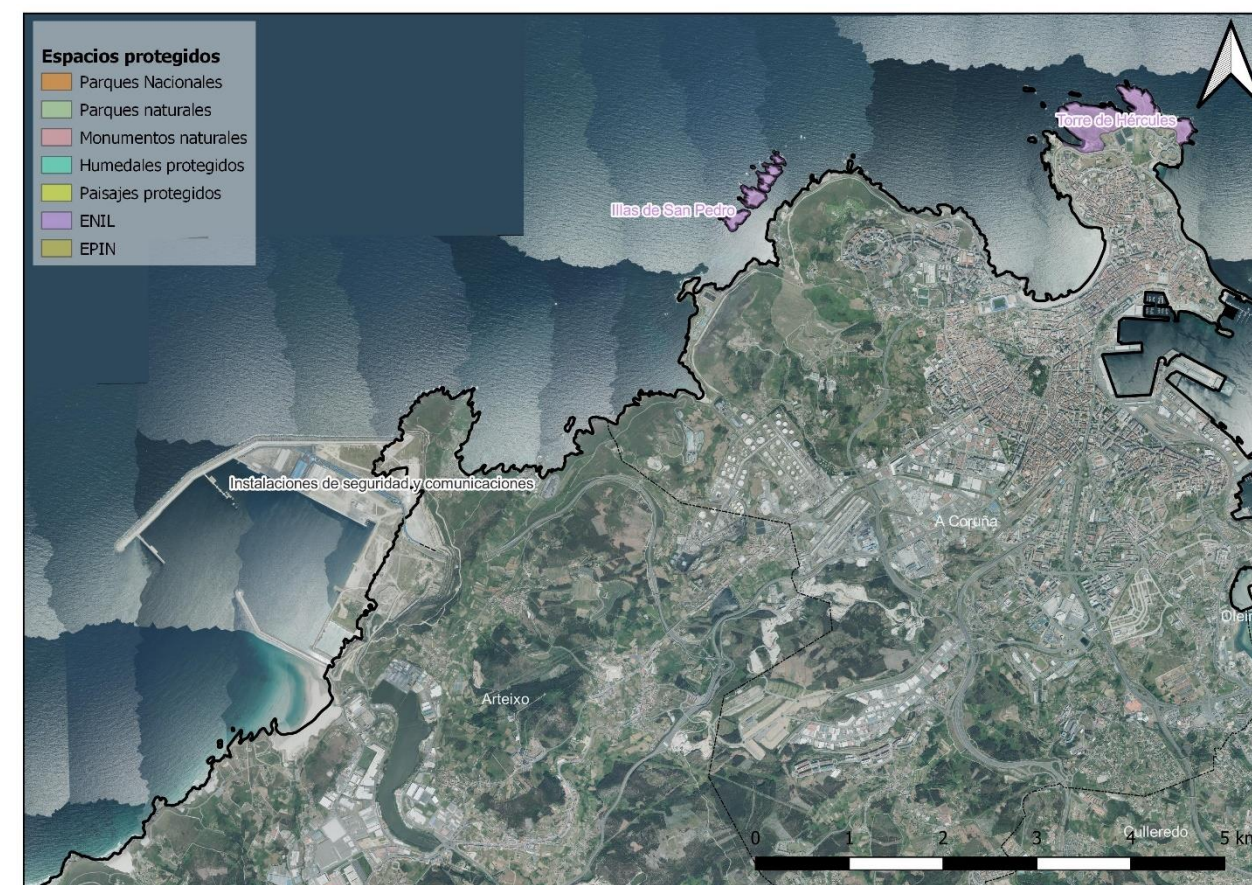 Espacios protegidos
Parques Nacionales
Parques naturales
Monumentos naturales
Humedales protegidos
Paisajes protegidos
ENIL
EPIN
Torre de Hércules
Illas de San Pedro
Instalaciones de seguridad y comunicaciones
A Coruña
Arteixo
Culleredo
0 1 2 3 4 5 km